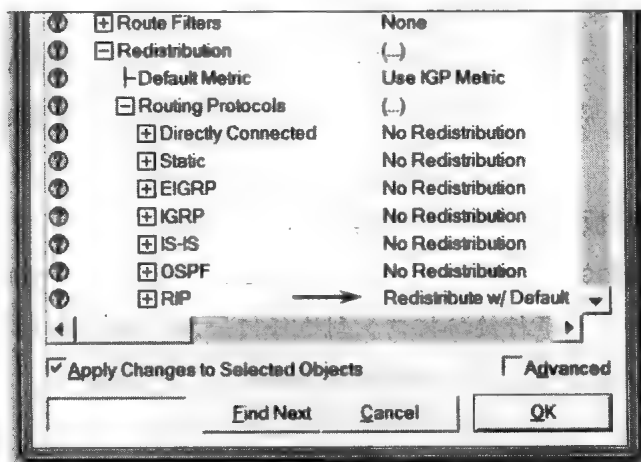 Route Filters None
Redistribution (...)
Default Metric Use IGP Metric
Routing Protocols (...)
Directly Connected No Redistribution
Static No Redistribution
EIGRP No Redistribution
IGRP No Redistribution
IS-IS No Redistribution
OSPF No Redistribution
RIP Redistribute w/ Default
Apply Changes to Selected Objects Advanced
Find Next Cancel OK